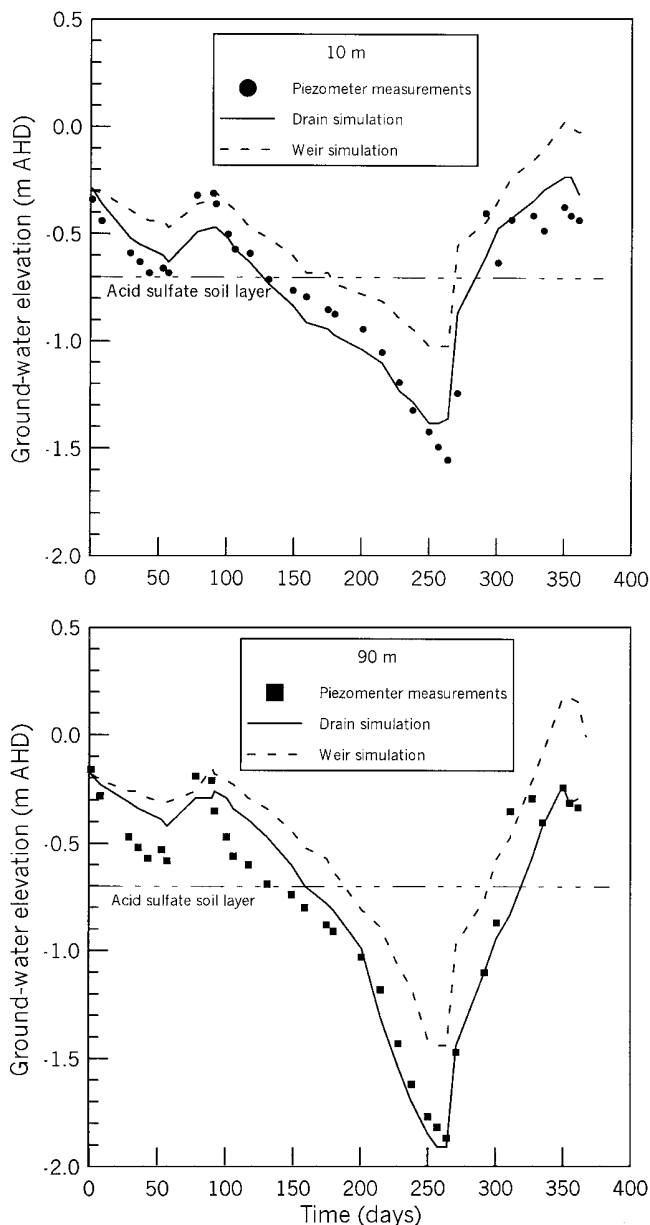 0.5
10 m
Piezometer measurements
Drain simulation
Weir simulation
0.0
-0.5
Acid sulfate soil layer
-1.0
-1.5
-2.0
Ground-water elevation (m AHD)
0 50 100 150 200 250 300 350 400
0.5
90 m
Piezomenter measurements
Drain simulation
Weir simulation
0.0
-0.5
Acid sulfate soil layer
-1.0
-1.5
-2.0
Ground-water elevation (m AHD)
0 50 100 150 200 250 300 350 400
Time (days)